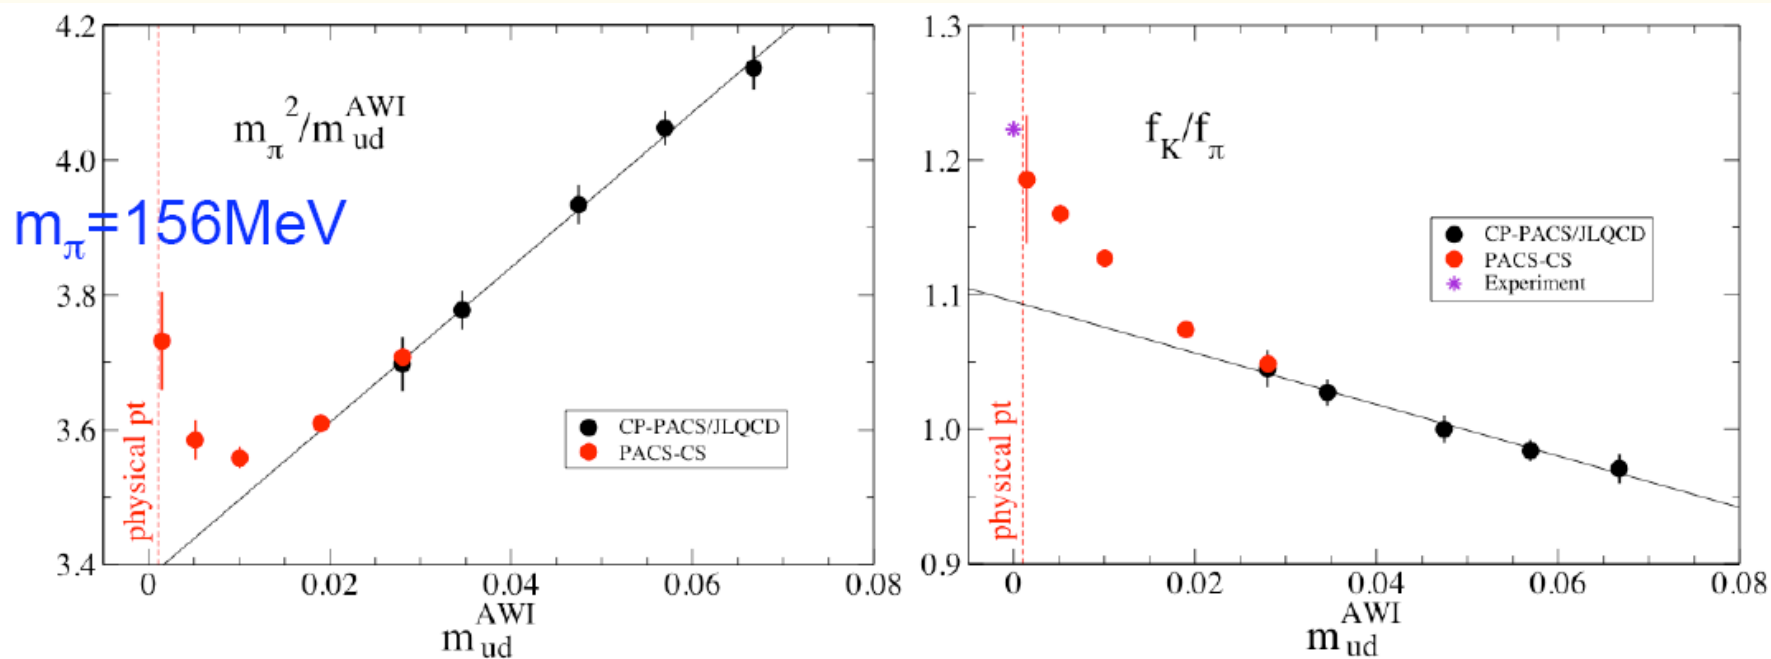 4.2
4.0
3.8
3.6
3.4
m_π^2/m_ud^AWI
m_π=156MeV
physical pt
CP-PACS/JLQCD
PACS-CS
0 0.02 0.04 0.06 0.08
m_ud^AWI
1.3
1.2
1.1
1.0
0.9
f_K/f_π
CP-PACS/JLQCD
PACS-CS
Experiment
physical pt
0 0.02 0.04 0.06 0.08
m_ud^AWI